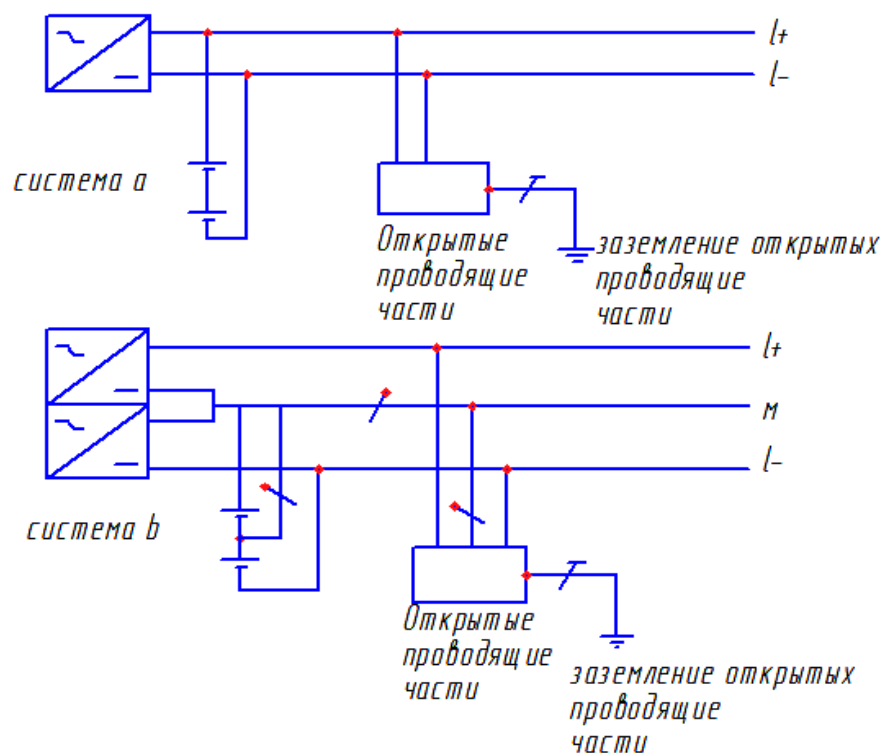 l+
l-
система a
Открытые
проводящие
части
заземление открытых
проводящие
части
l+
м
l-
система b
Открытые
проводящие
части
заземление открытых
проводящие
части